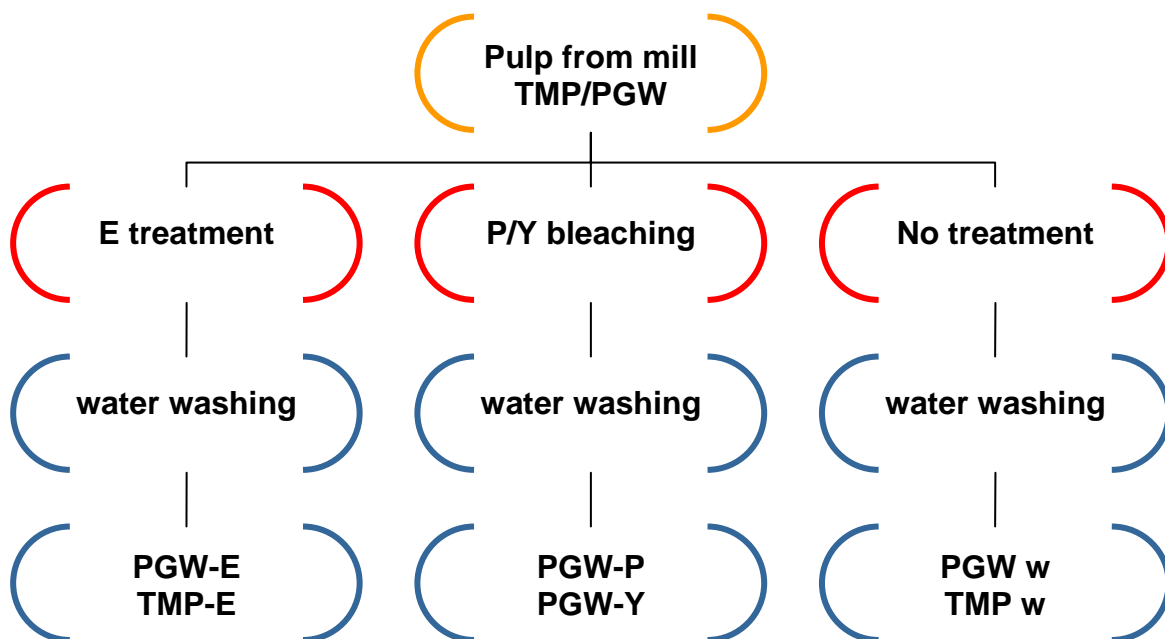 Pulp from mill
TMP/PGW
E treatment
P/Y bleaching
No treatment
water washing
water washing
water washing
PGW-E
TMP-E
PGW-P
PGW-Y
PGW w
TMP w